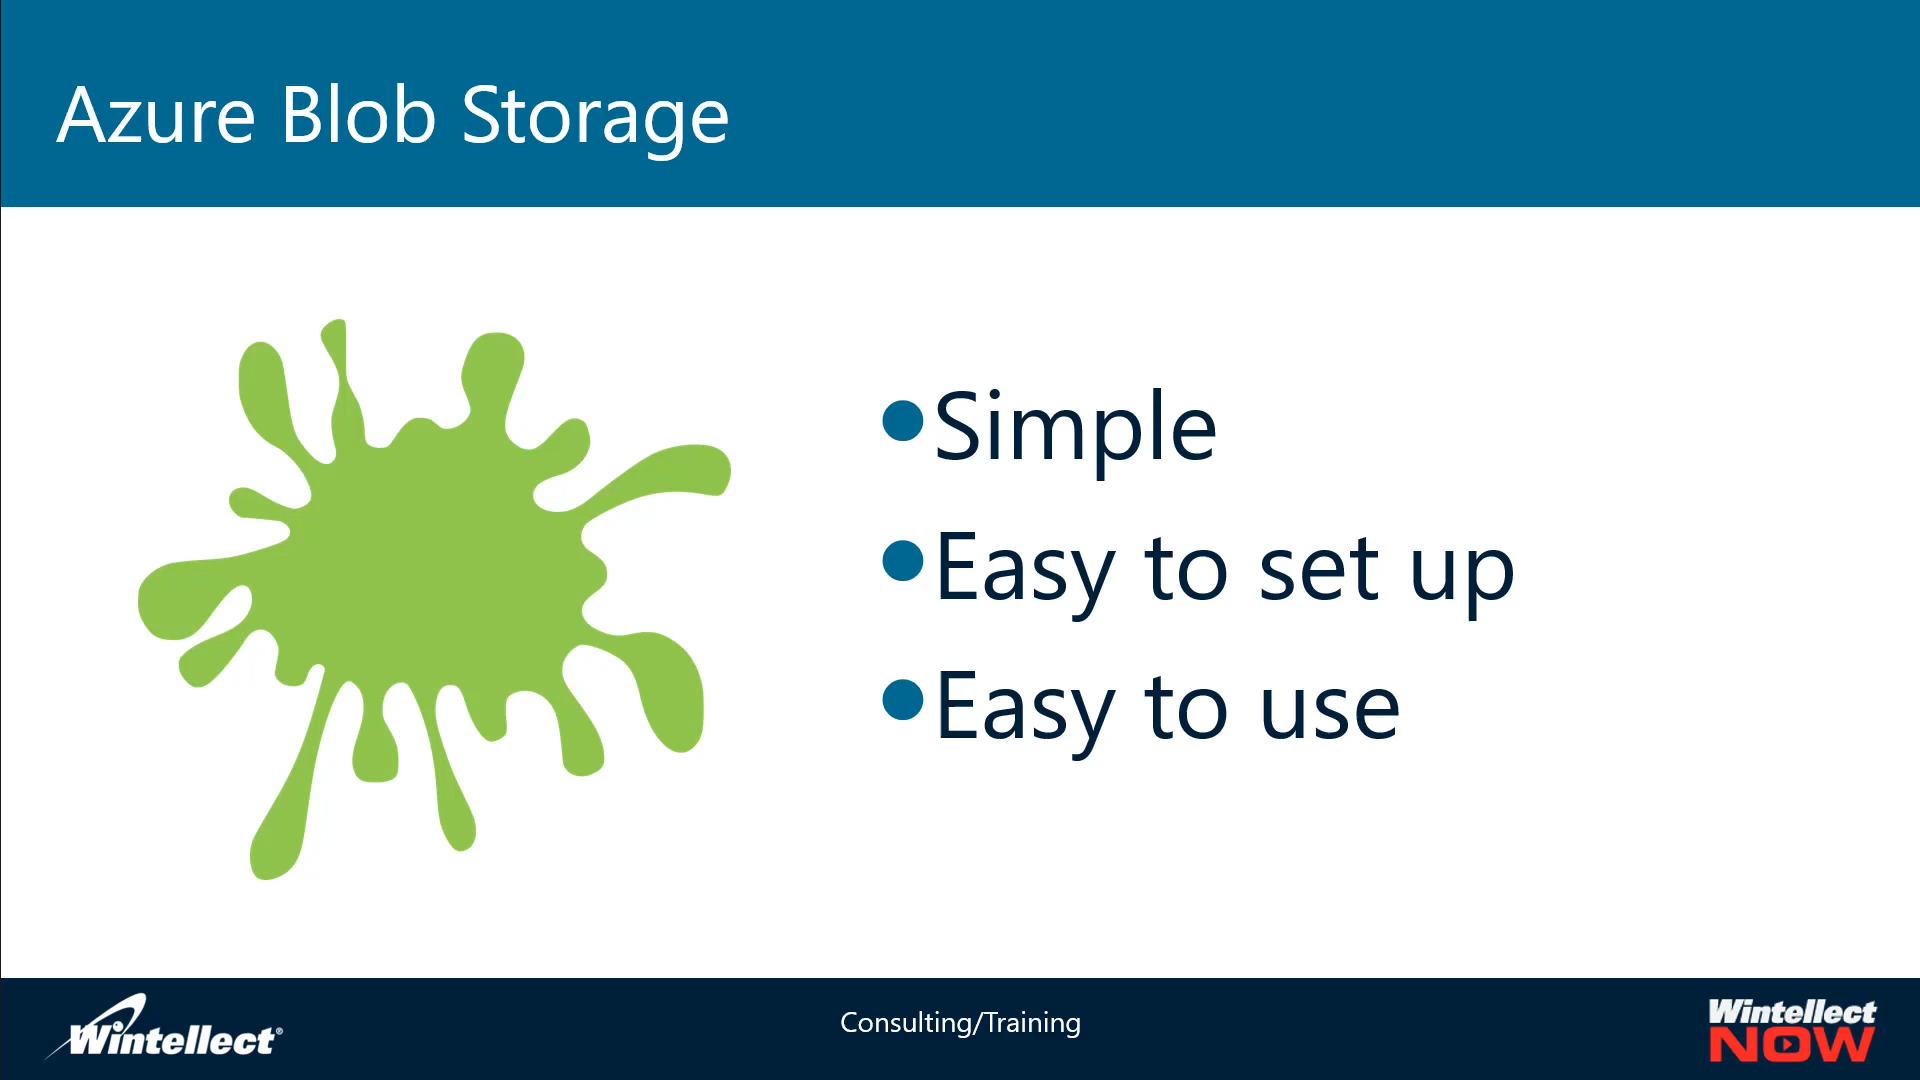 Azure Blob Storage
•Simple
•Easy to set up
•Easy to use
Wintellect®
Consulting/Training
Wintellect
NOW